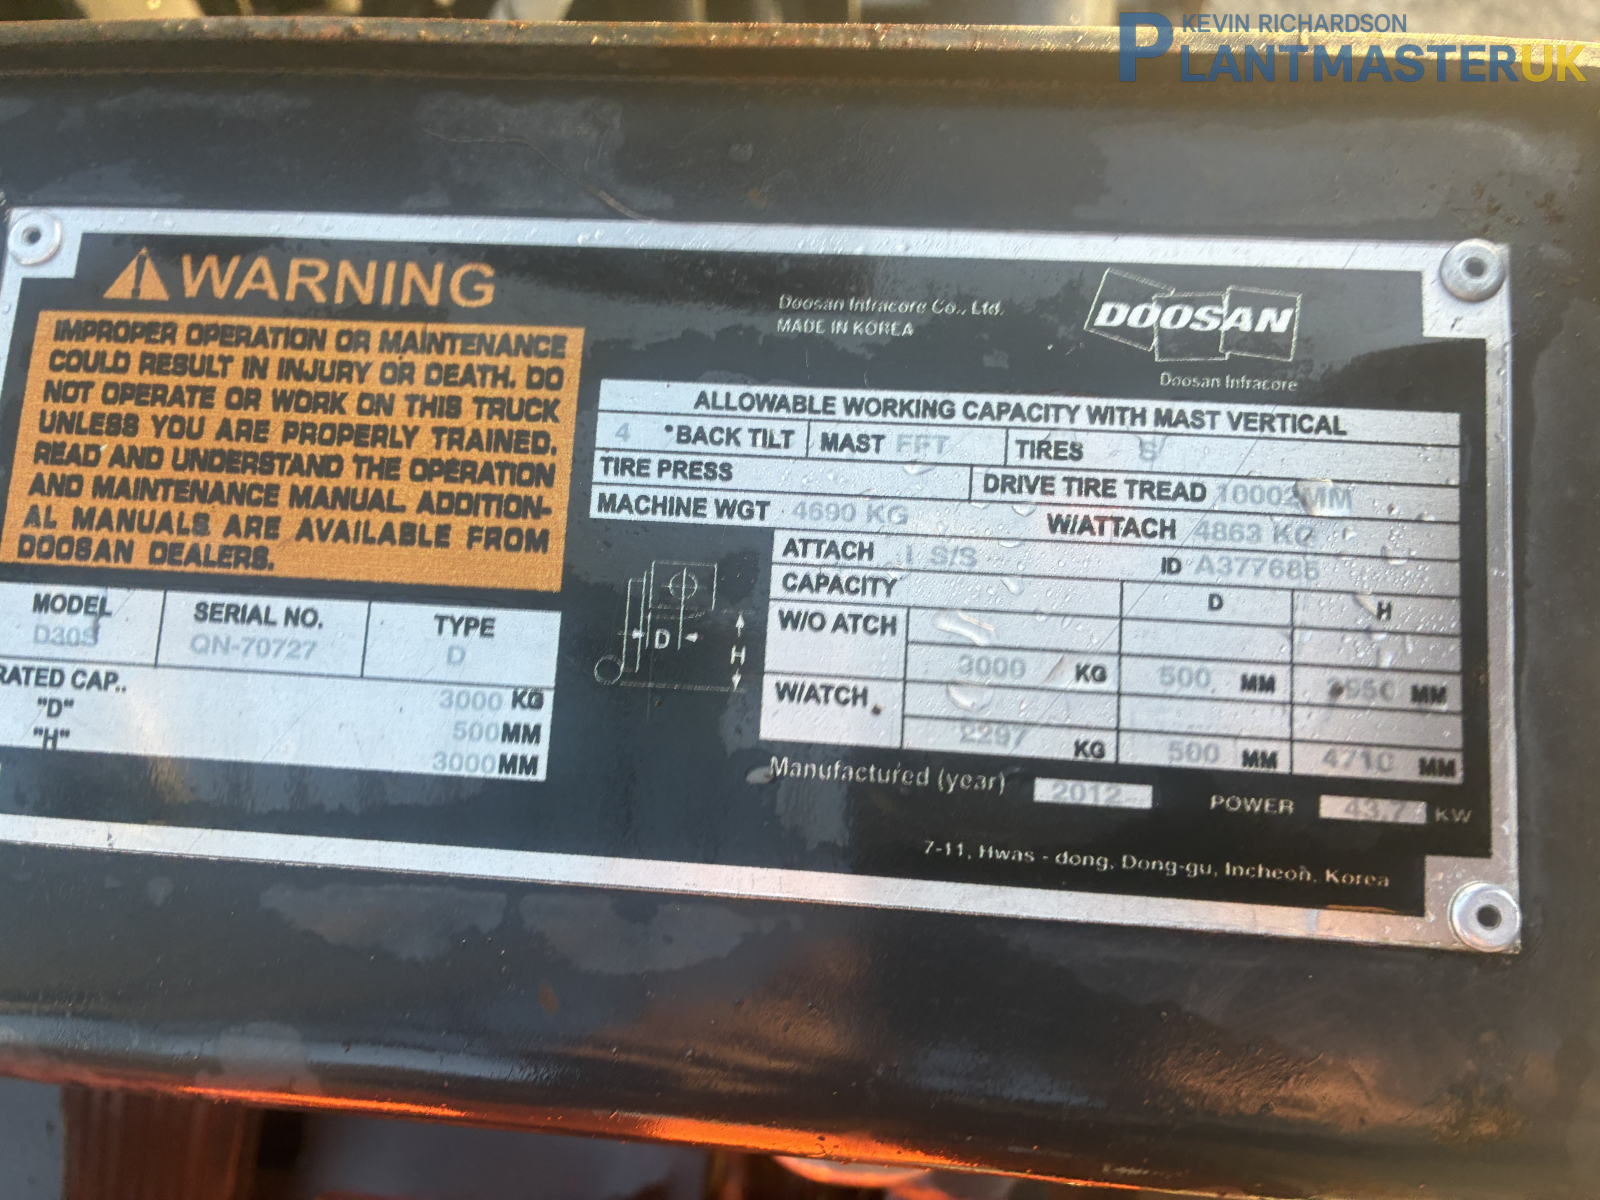 KEVIN RICHARDSON
PLANTMASTERUK
WARNING
IMPROPER OPERATION OR MAINTENANCE
COULD RESULT IN INJURY OR DEATH. DO
NOT OPERATE OR WORK ON THIS TRUCK
UNLESS YOU ARE PROPERLY TRAINED.
READ AND UNDERSTAND THE OPERATION
AND MAINTENANCE MANUAL. ADDITION-
AL MANUALS ARE AVAILABLE FROM
DOOSAN DEALERS.
MODEL SERIAL NO. TYPE
D30S QN-70727 D
RATED CAP.. 3000 KG
"D" 500 MM
"H" 3000 MM
Doosan Infracore Co., Ltd.
MADE IN KOREA
DOOSAN
Doosan Infracore
ALLOWABLE WORKING CAPACITY WITH MAST VERTICAL
4 °BACK TILT MAST FFT TIRES S
TIRE PRESS DRIVE TIRE TREAD 10002MM
MACHINE WGT 4690 KG W/ATTACH 4863 KG
ATTACH I S/S ID A377685
CAPACITY D H
W/O ATCH
3000 KG 500 MM MM
W/ATCH
2297 KG 500 MM 4710 MM
D
H
Manufactured (year) 2012 POWER 43.7 KW
7-11, Hwas - dong, Dong-gu, Incheon, Korea